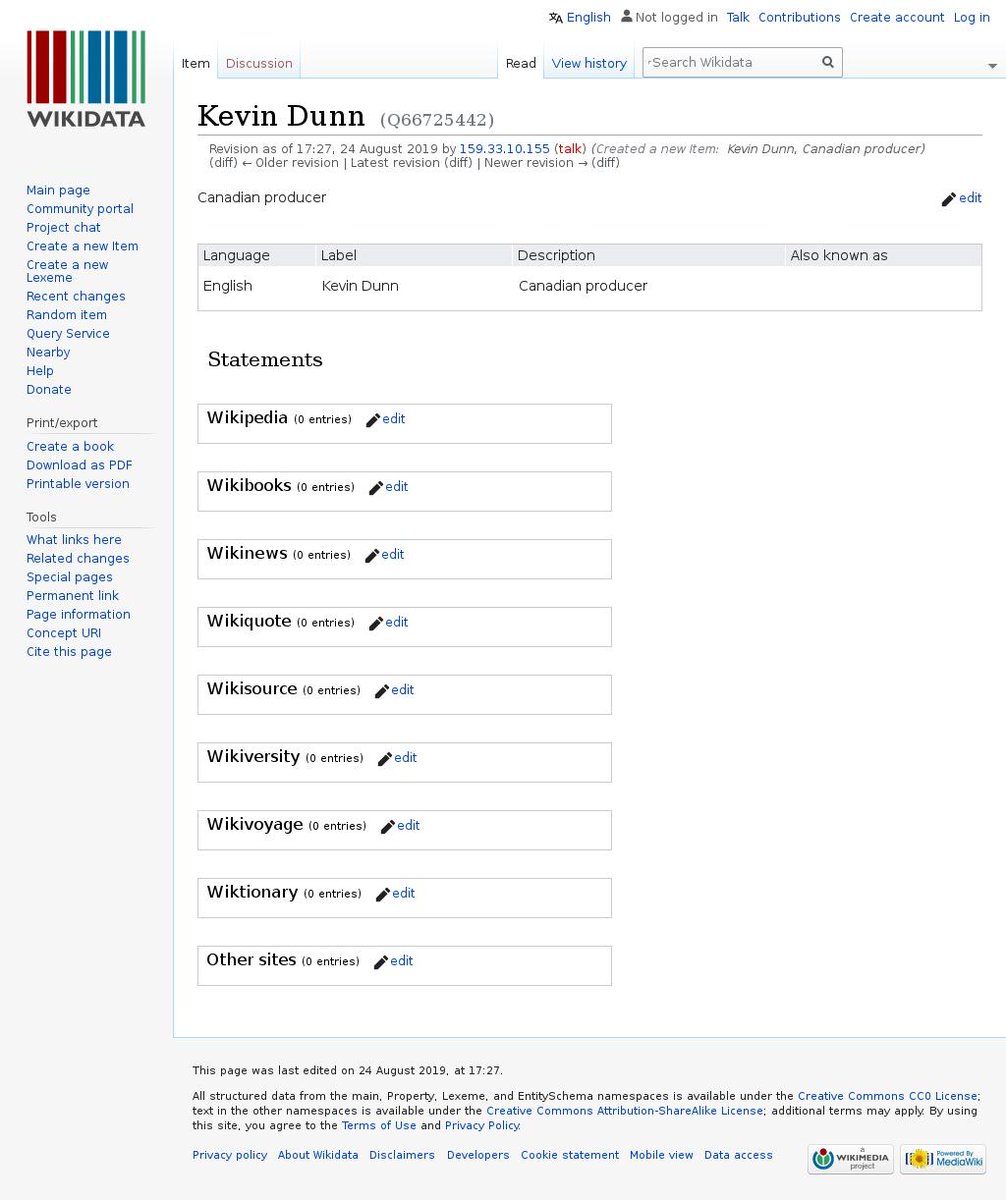 English Not logged in Talk Contributions Create account Log in
WIKIDATA
Item Discussion Read View history Search Wikidata
Kevin Dunn (Q66725442)
Revision as of 17:27, 24 August 2019 by 159.33.10.155 (talk) (Created a new Item: Kevin Dunn, Canadian producer)
(diff) ← Older revision | Latest revision (diff) | Newer revision → (diff)
Canadian producer edit
Language Label Description Also known as
English Kevin Dunn Canadian producer
Statements
Wikipedia (0 entries) edit
Wikibooks (0 entries) edit
Wikinews (0 entries) edit
Wikiquote (0 entries) edit
Wikisource (0 entries) edit
Wikiversity (0 entries) edit
Wikivoyage (0 entries) edit
Wiktionary (0 entries) edit
Other sites (0 entries) edit
Main page
Community portal
Project chat
Create a new Item
Create a new
Lexeme
Recent changes
Random item
Query Service
Nearby
Help
Donate
Print/export
Create a book
Download as PDF
Printable version
Tools
What links here
Related changes
Special pages
Permanent link
Page information
Concept URI
Cite this page
This page was last edited on 24 August 2019, at 17:27.
All structured data from the main, Property, Lexeme, and EntitySchema namespaces is available under the Creative Commons CC0 License;
text in the other namespaces is available under the Creative Commons Attribution-ShareAlike License; additional terms may apply. By using
this site, you agree to the Terms of Use and Privacy Policy.
Privacy policy About Wikidata Disclaimers Developers Cookie statement Mobile view Data access
a
WIKIMEDIA
project
Powered By
MediaWiki